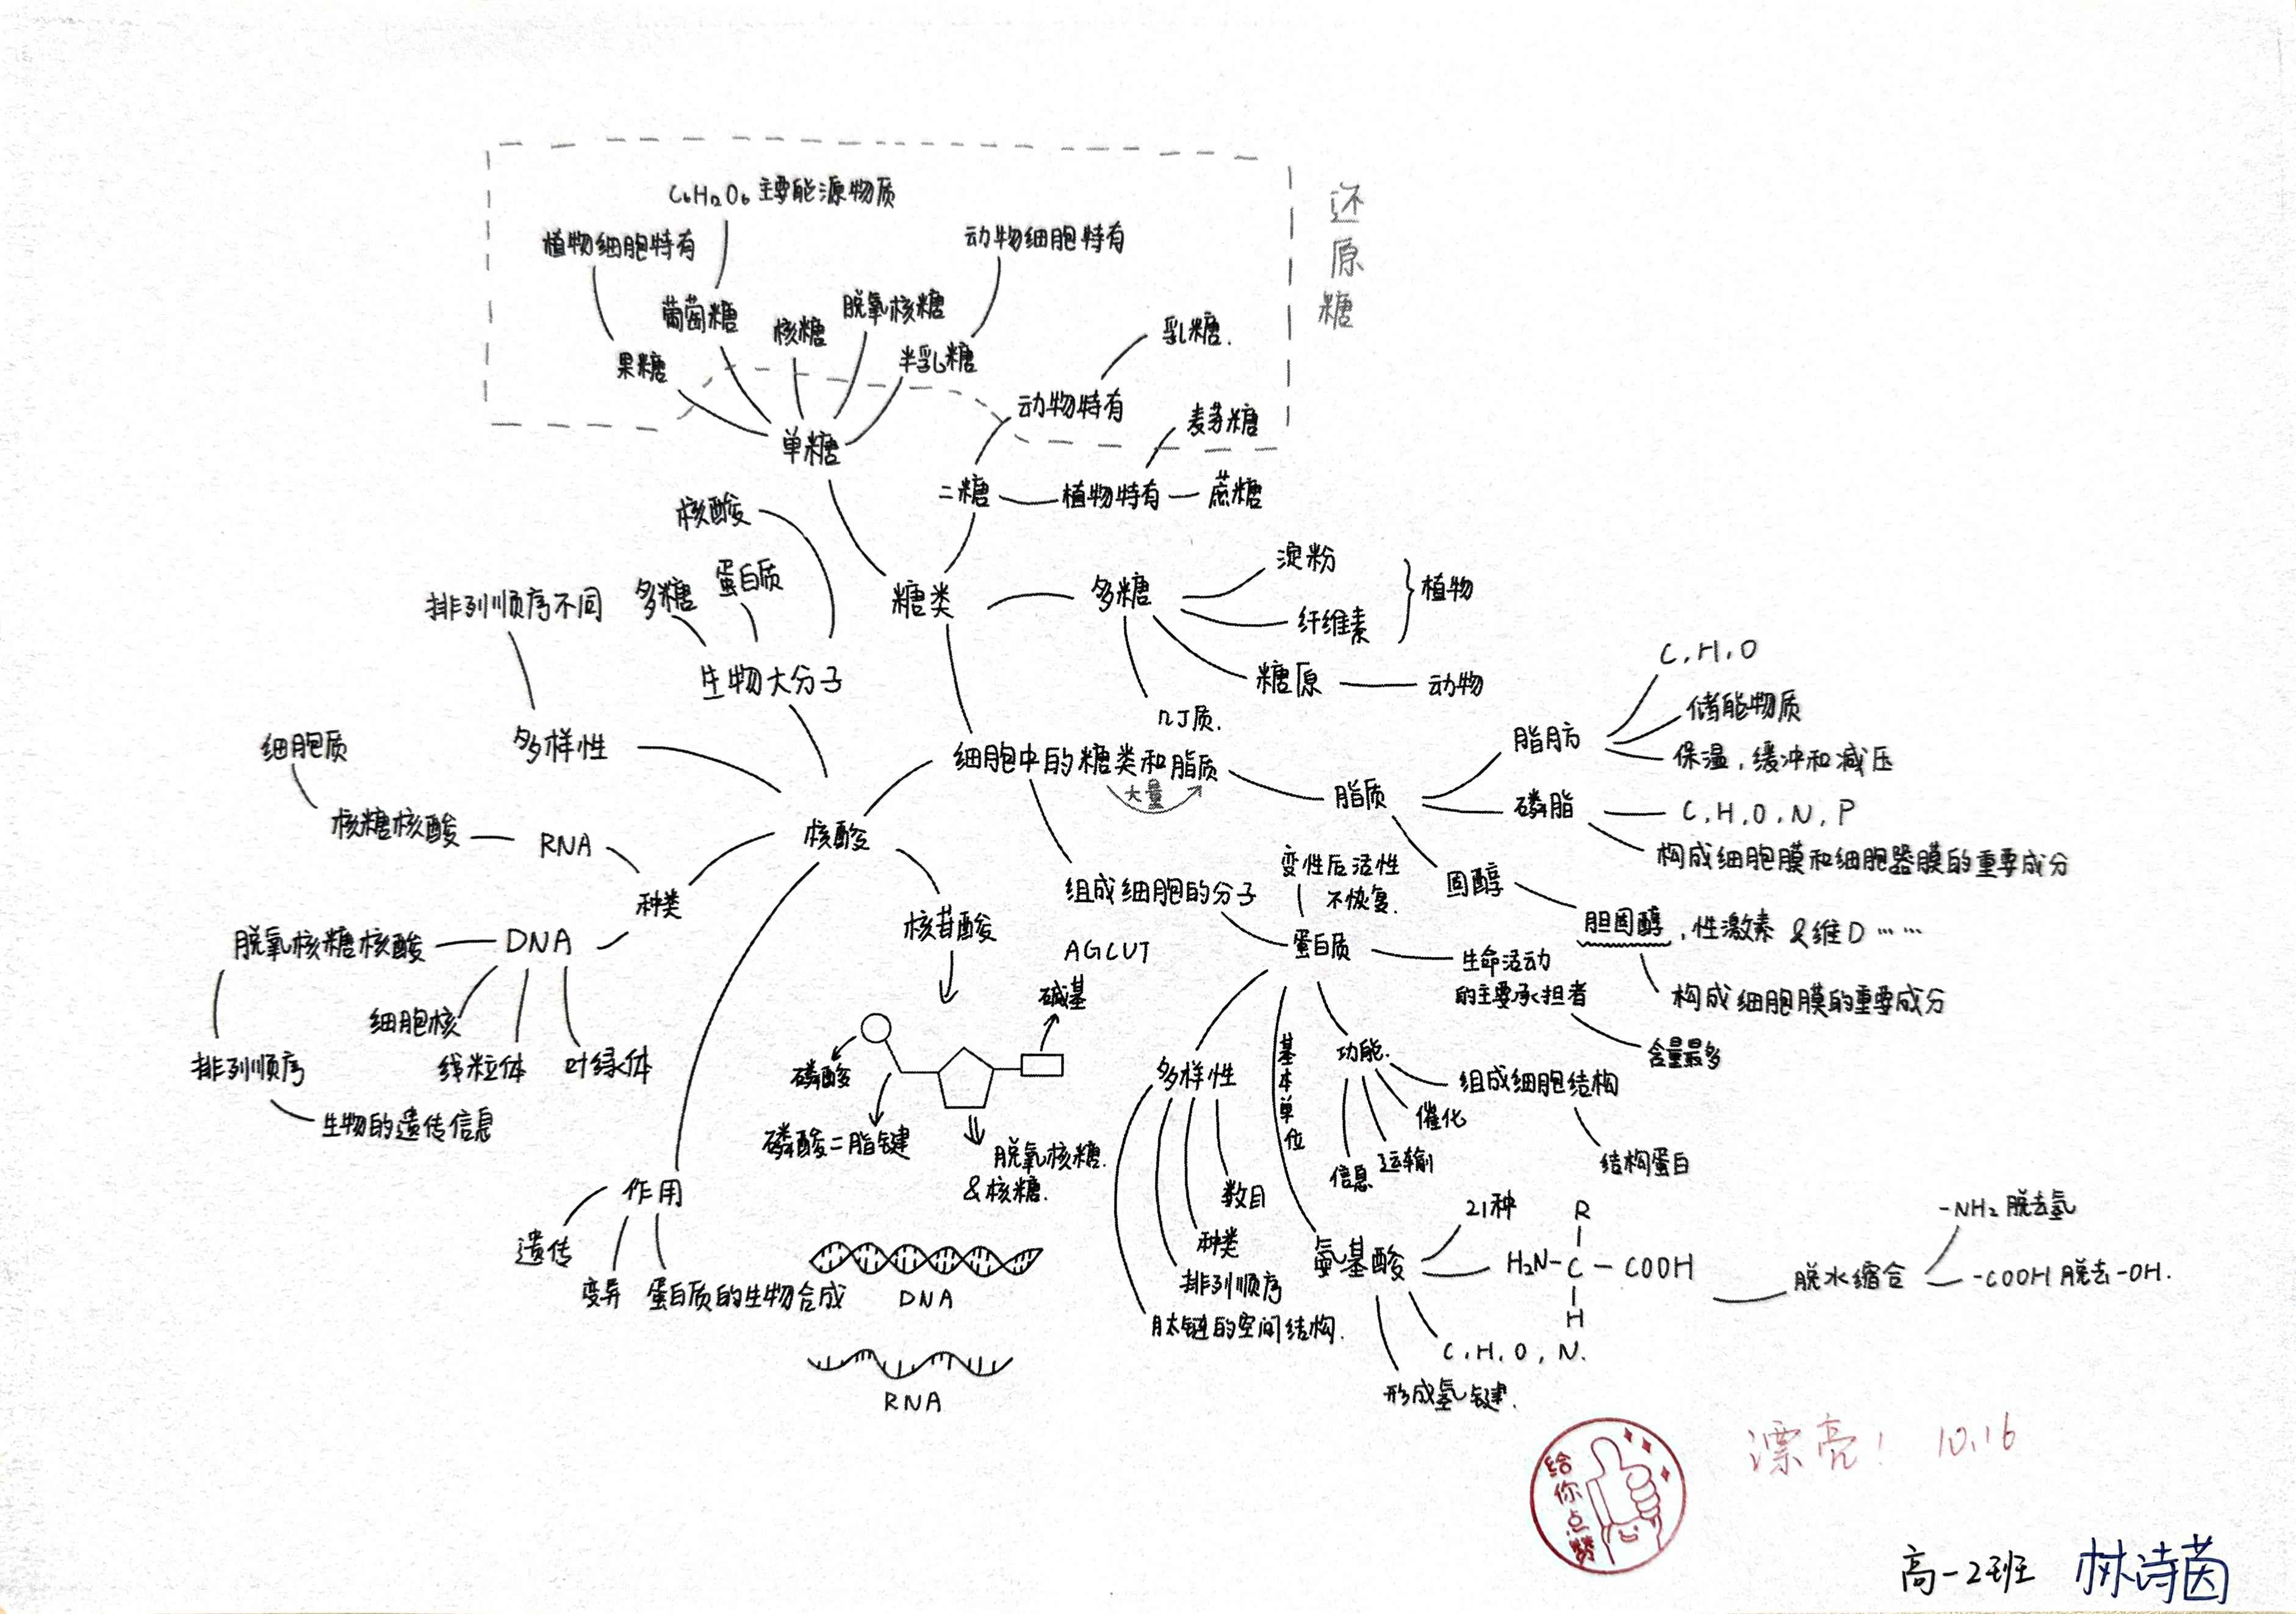 还原糖
C₆H₁₂O₆ 主要能源物质
植物细胞特有
动物细胞特有
葡萄糖
核糖
脱氧核糖
果糖
半乳糖
乳糖.
动物特有
麦芽糖
单糖
二糖
植物特有
蔗糖
核酸
多糖
蛋白质
生物大分子
糖类
多糖
淀粉
纤维素
植物
糖原
动物
几丁质.
排列顺序不同
多样性
细胞质
核糖核酸
RNA
核酸
细胞中的糖类和脂质
大量
脂质
脂肪
C.H.O
储能物质
保温,缓冲和减压
磷脂
C.H.O.N.P
构成细胞膜和细胞器膜的重要成分
固醇
胆固醇,性激素 &维D……
构成细胞膜的重要成分
种类
脱氧核糖核酸
DNA
细胞核
线粒体
叶绿体
排列顺序
生物的遗传信息
核苷酸
AGCUT
碱基
磷酸
磷酸二脂键
脱氧核糖.
&核糖.
作用
遗传
变异
蛋白质的生物合成
DNA
RNA
组成细胞的分子
变性后活性
不恢复.
蛋白质
生命活动
的主要承担者
含量最多
多样性
数目
种类
排列顺序
肽链的空间结构.
基本单位
功能.
组成细胞结构
结构蛋白
催化
运输
信息
氨基酸
21种
R
H₂N-C-COOH
H
C.H.O,N.
形成氢键.
脱水缩合
-NH₂脱去氢
-COOH脱去-OH.
给你点赞
漂亮! 10.16
高一2班 林诗茵